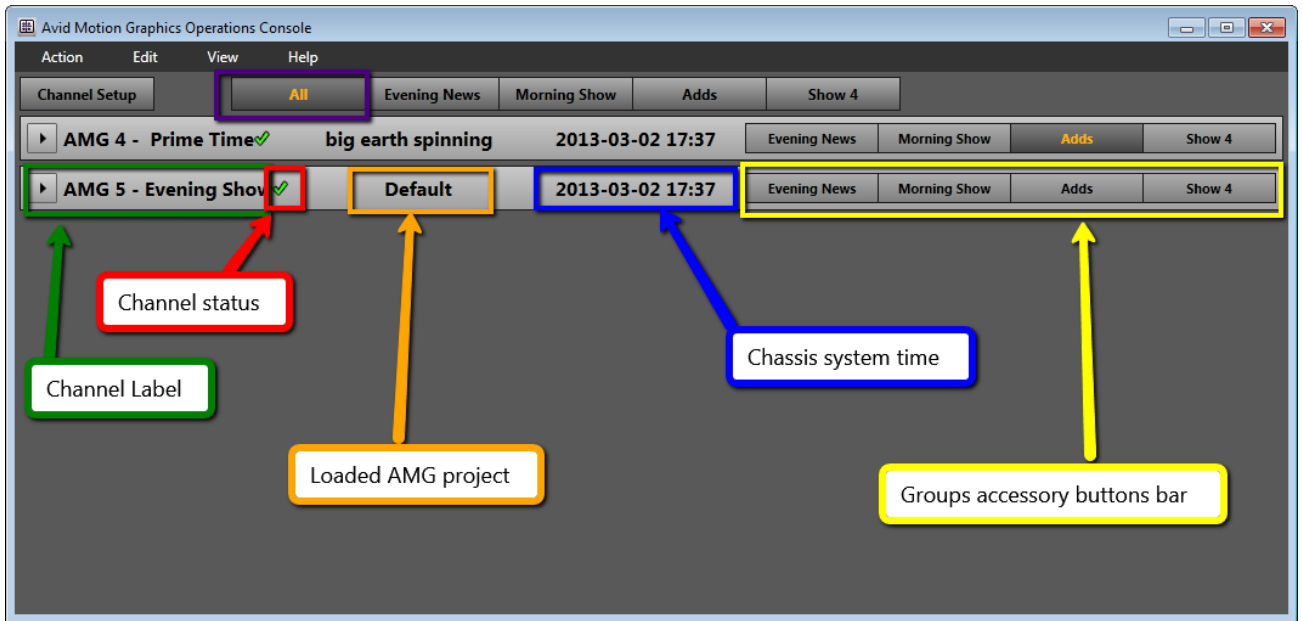 Avid Motion Graphics Operations Console
Action Edit View Help
Channel Setup All Evening News Morning Show Adds Show 4
AMG 4 - Prime Time big earth spinning 2013-03-02 17:37 Evening News Morning Show Adds Show 4
AMG 5 - Evening Show Default 2013-03-02 17:37 Evening News Morning Show Adds Show 4
Channel status
Chassis system time
Channel Label
Loaded AMG project
Groups accessory buttons bar